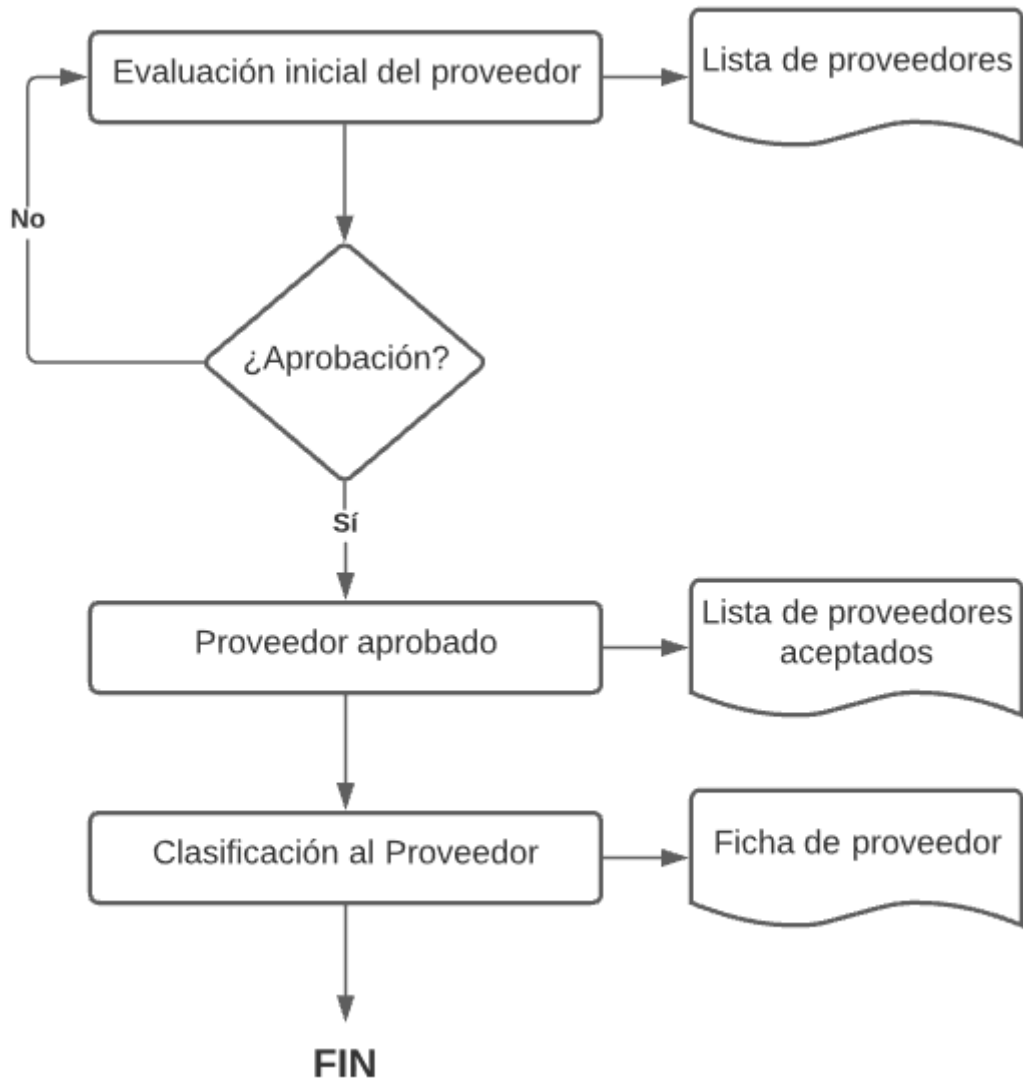 Evaluación inicial del proveedor
Lista de proveedores
No
¿Aprobación?
Sí
Proveedor aprobado
Lista de proveedores
aceptados
Clasificación al Proveedor
Ficha de proveedor
FIN